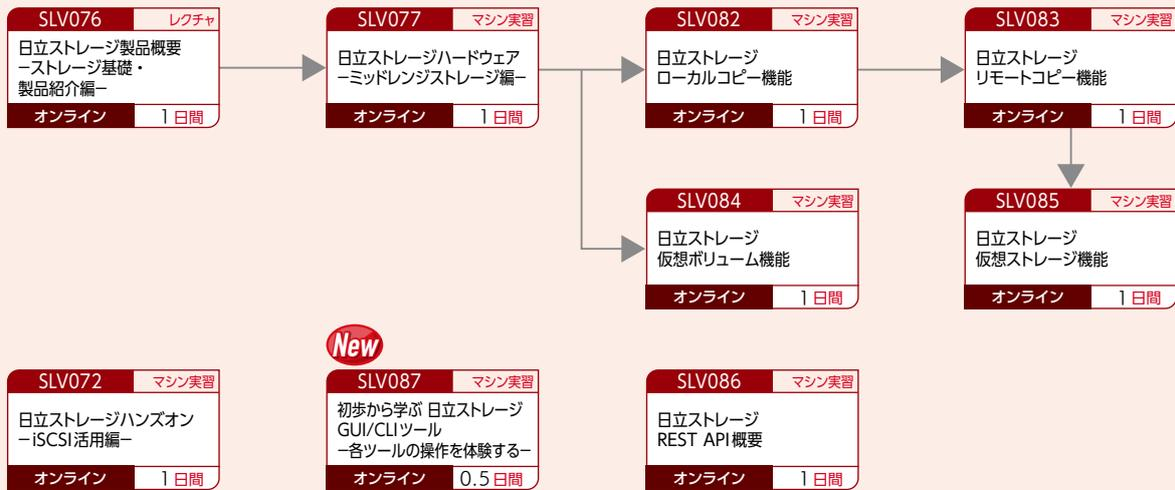 SLV076 レクチャ
日立ストレージ製品概要
−ストレージ基礎・
製品紹介編−
オンライン 1日間
SLV077 マシン実習
日立ストレージハードウェア
−ミッドレンジストレージ編−
オンライン 1日間
SLV082 マシン実習
日立ストレージ
ローカルコピー機能
オンライン 1日間
SLV083 マシン実習
日立ストレージ
リモートコピー機能
オンライン 1日間
SLV084 マシン実習
日立ストレージ
仮想ボリューム機能
オンライン 1日間
SLV085 マシン実習
日立ストレージ
仮想ストレージ機能
オンライン 1日間
SLV072 マシン実習
日立ストレージハンズオン
−iSCSI活用編−
オンライン 1日間
New
SLV087 マシン実習
初歩から学ぶ 日立ストレージ
GUI/CLIツール
−各ツールの操作を体験する−
オンライン 0.5日間
SLV086 マシン実習
日立ストレージ
REST API概要
オンライン 1日間